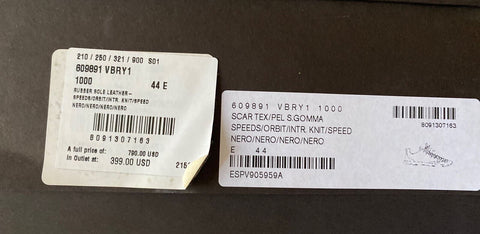 210 / 250 / 321 / 900 S01
609891 VBRY1
1000
44 E
RUBBER SOLE LEATHER -
SPEEDS/ORBIT/INTR. KNIT/SPEED
NERO/NERO/NERO/NERO
8091307163
A full price of: 790.00 USD
In Outlet at: 399.00 USD
609891 VBRY1 1000
SCAR TEX/PEL S.GOMMA
SPEEDS/ORBIT/INTR KNIT/SPEED
NERO/NERO/NERO/NERO
E 44
ESPV905959A
8091307163